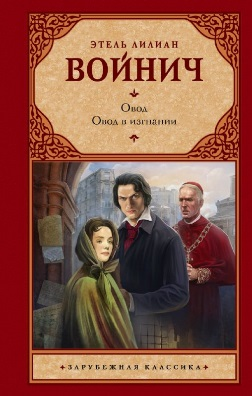 ЭТЕЛЬ ЛИЛИАН
ВОЙНИЧ
Овод
Овод в изгнании
ЗАРУБЕЖНАЯ КЛАССИКА